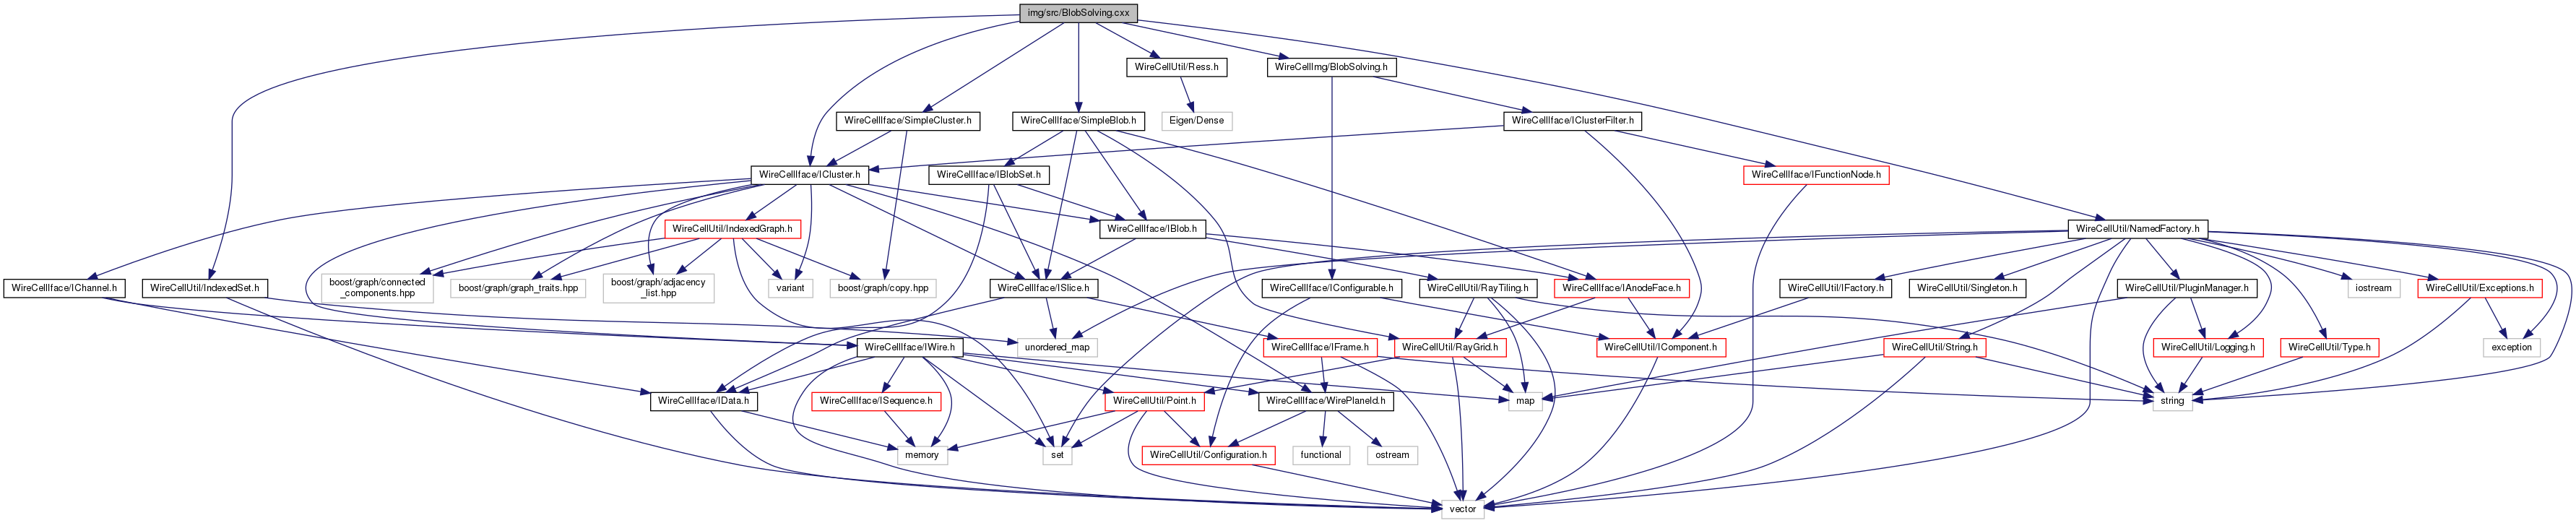 img/src/BlobSolving.cxx
WireCellUtil/Ress.h
WireCellImg/BlobSolving.h
WireCellIface/SimpleCluster.h
WireCellIface/SimpleBlob.h
Eigen/Dense
WireCellIface/IClusterFilter.h
WireCellIface/ICluster.h
WireCellIface/IBlobSet.h
WireCellIface/IFunctionNode.h
WireCellUtil/IndexedGraph.h
WireCellIface/IBlob.h
WireCellUtil/NamedFactory.h
WireCellIface/IChannel.h
WireCellUtil/IndexedSet.h
boost/graph/connected
_components.hpp
boost/graph/graph_traits.hpp
boost/graph/adjacency
_list.hpp
variant
boost/graph/copy.hpp
WireCellIface/ISlice.h
WireCellIface/IConfigurable.h
WireCellUtil/RayTiling.h
WireCellIface/IAnodeFace.h
WireCellUtil/IFactory.h
WireCellUtil/Singleton.h
WireCellUtil/PluginManager.h
iostream
WireCellUtil/Exceptions.h
WireCellIface/IWire.h
unordered_map
WireCellIface/IFrame.h
WireCellUtil/RayGrid.h
WireCellUtil/IComponent.h
WireCellUtil/String.h
WireCellUtil/Logging.h
WireCellUtil/Type.h
exception
WireCellIface/IData.h
WireCellIface/ISequence.h
WireCellUtil/Point.h
WireCellIface/WirePlaneId.h
map
string
memory
set
WireCellUtil/Configuration.h
functional
ostream
vector